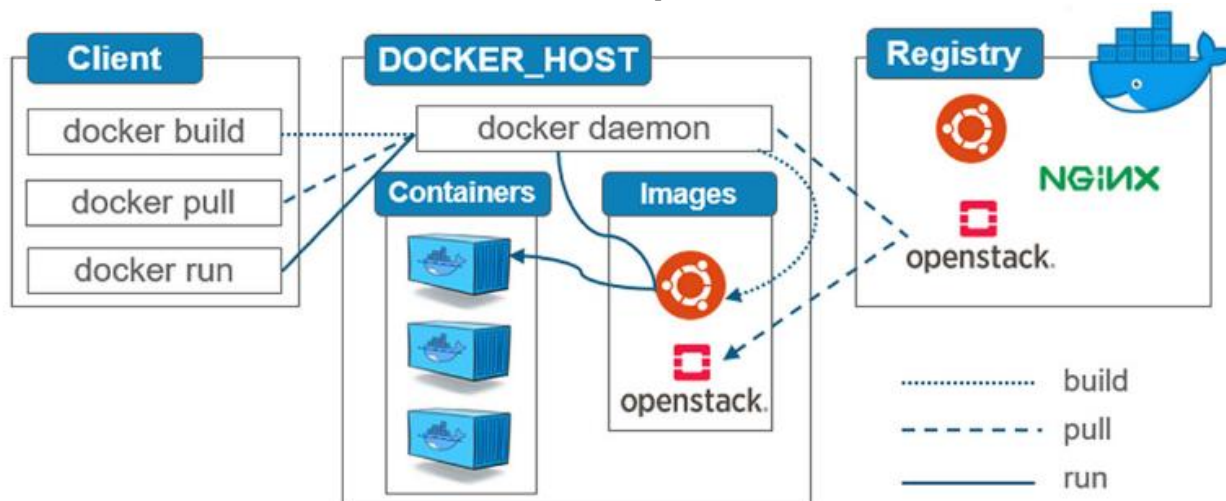 Client
docker build
docker pull
docker run
DOCKER_HOST
docker daemon
Containers
Images
openstack.
Registry
NGiNX
openstack.
build
pull
run